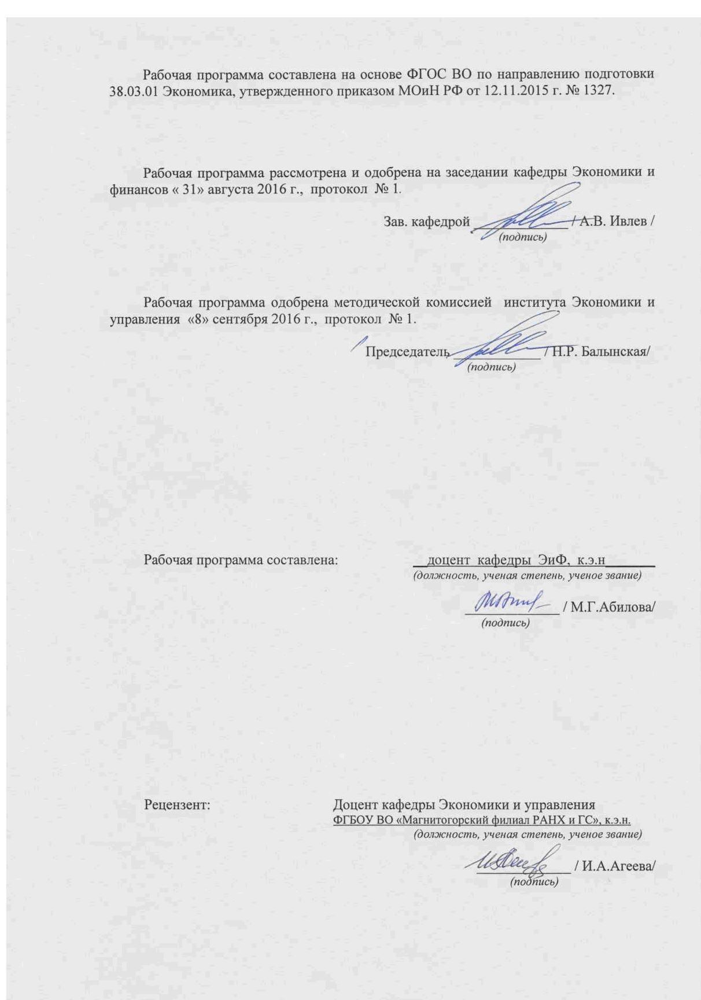 Рабочая программа составлена на основе ФГОС ВО по направлению подготовки
38.03.01 Экономика, утвержденного приказом МОиН РФ от 12.11.2015 г. № 1327.
Рабочая программа рассмотрена и одобрена на заседании кафедры Экономики и
финансов « 31» августа 2016 г., протокол № 1.
Зав. кафедрой ____________ / А.В. Ивлев /
(подпись)
Рабочая программа одобрена методической комиссией института Экономики и
управления «8» сентября 2016 г., протокол № 1.
Председатель ____________ / Н.Р. Балынская/
(подпись)
Рабочая программа составлена: __доцент кафедры ЭиФ, к.э.н_______
(должность, ученая степень, ученое звание)
____________ / М.Г.Абилова/
(подпись)
Рецензент: Доцент кафедры Экономики и управления
ФГБОУ ВО «Магнитогорский филиал РАНХ и ГС», к.э.н.
(должность, ученая степень, ученое звание)
____________ / И.А.Агеева/
(подпись)